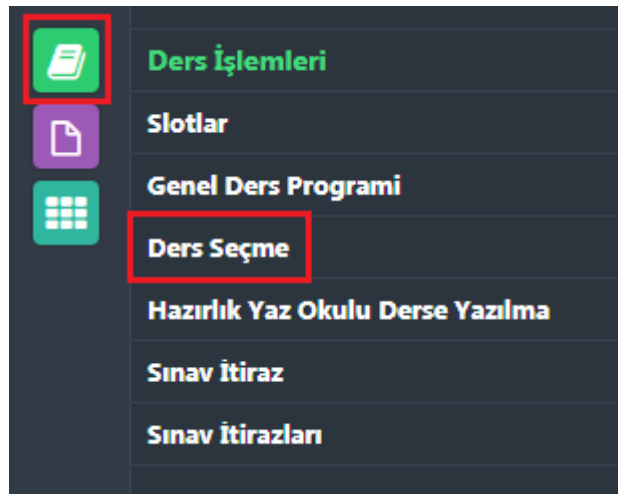 Ders İşlemleri
Slotlar
Genel Ders Programi
Ders Seçme
Hazırlık Yaz Okulu Derse Yazılma
Sınav İtiraz
Sınav İtirazları